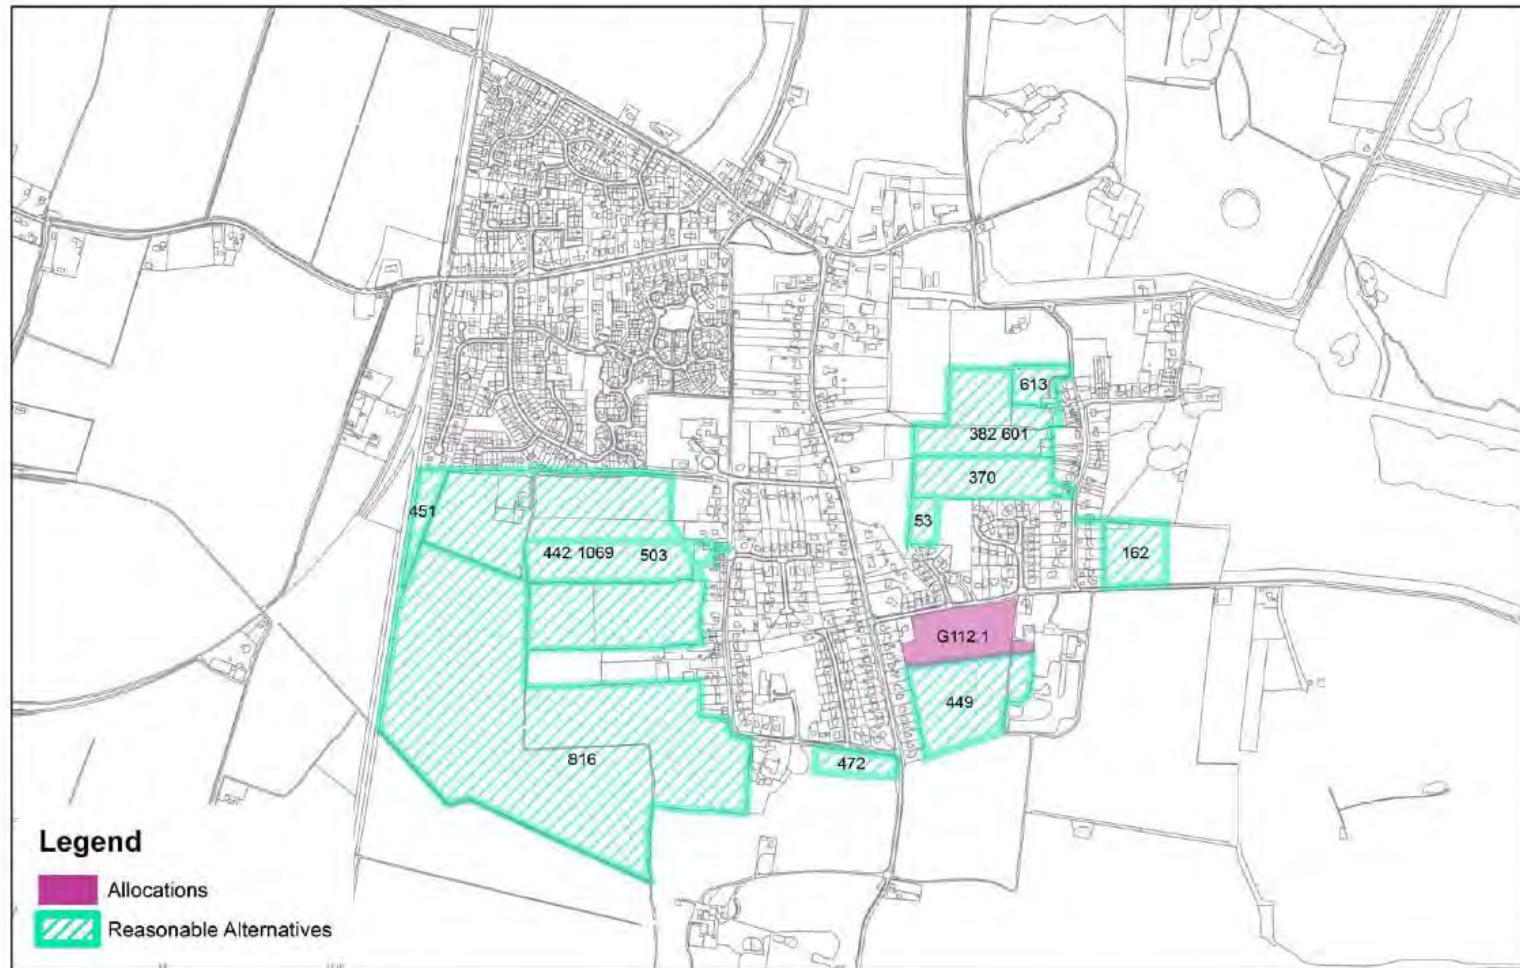 613
382 601
370
451
53
442 1069 503
162
G112.1
449
816
472
Legend
Allocations
Reasonable Alternatives